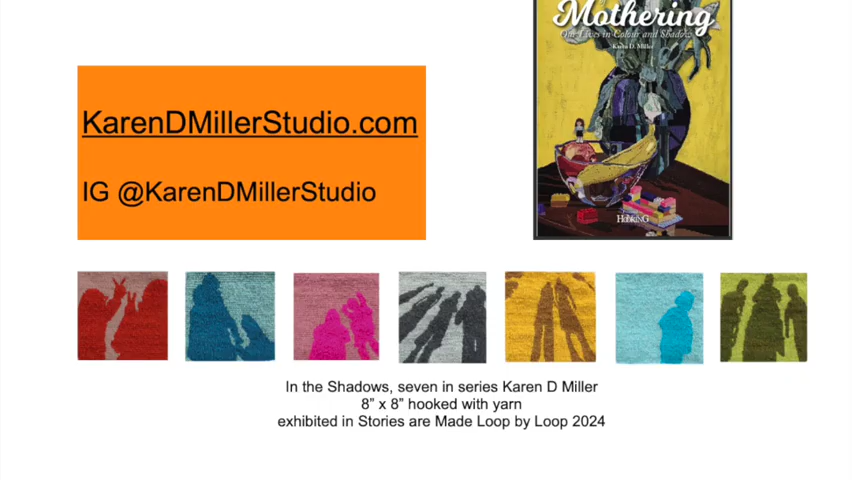 Mothering
Our Lives in Colour and Shadow
Karen D. Miller
KarenDMillerStudio.com
IG @KarenDMillerStudio
HOOKING
In the Shadows, seven in series Karen D Miller
8” x 8” hooked with yarn
exhibited in Stories are Made Loop by Loop 2024